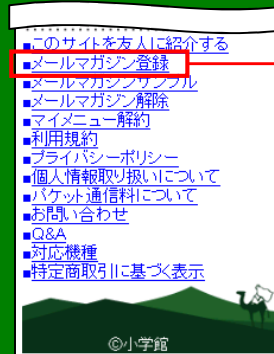 ■このサイトを友人に紹介する
■メールマガジン登録
■メールマガジンサンプル
■メールマガジン解除
■マイメニュー解約
■利用規約
■プライバシーポリシー
■個人情報取り扱いについて
■パケット通信料について
■お問い合わせ
■Q&A
■対応機種
■特定商取引に基づく表示
©小学館